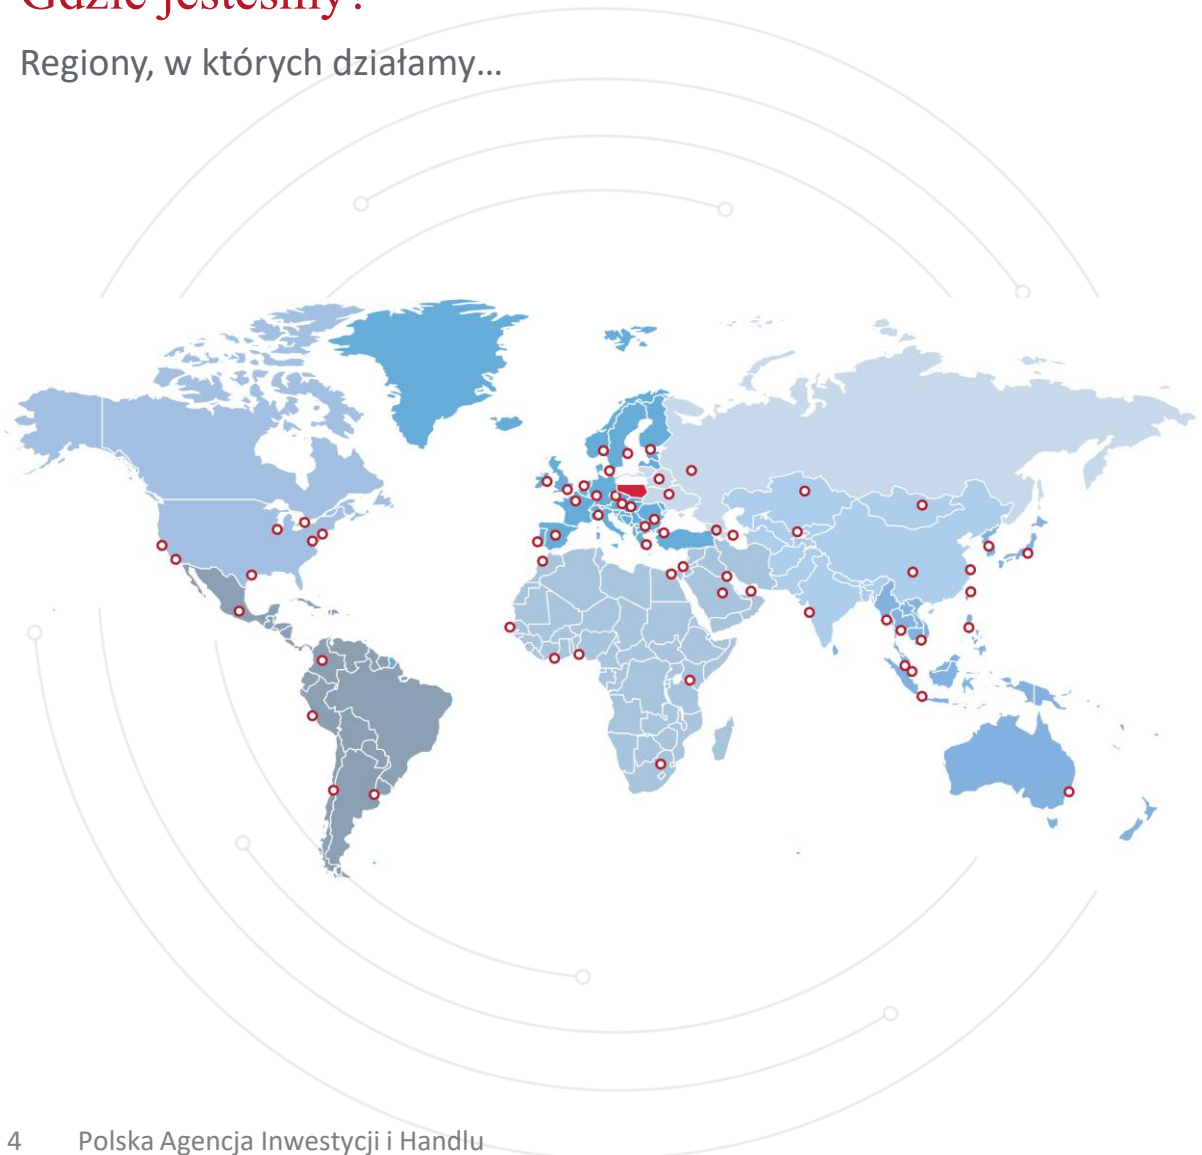 Gdzie jesteśmy?
Regiony, w których działamy…
4 Polska Agencja Inwestycji i Handlu